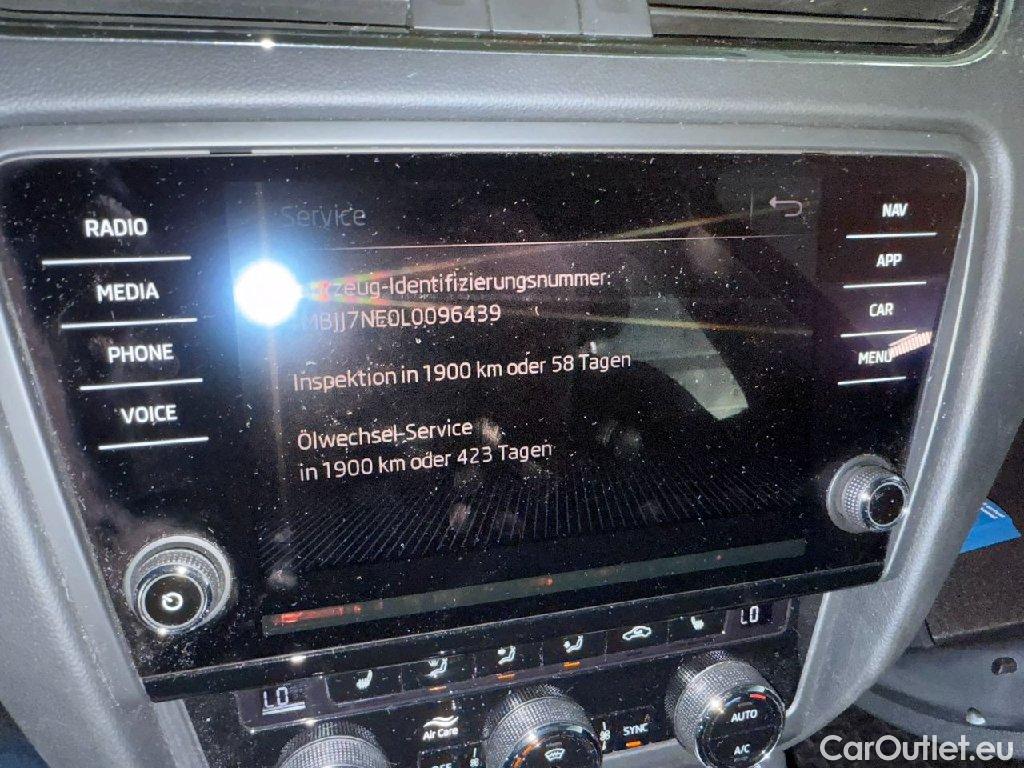 RADIO
MEDIA
PHONE
VOICE
Service
zeug-Identifizierungsnummer:
MBJJ7NE0L0096439
Inspektion in 1900 km oder 58 Tagen
Ölwechsel-Service
in 1900 km oder 423 Tagen
NAV
APP
CAR
MENU
LO
LO
Air Care
SYNC
AUTO
A/C
CarOutlet.eu